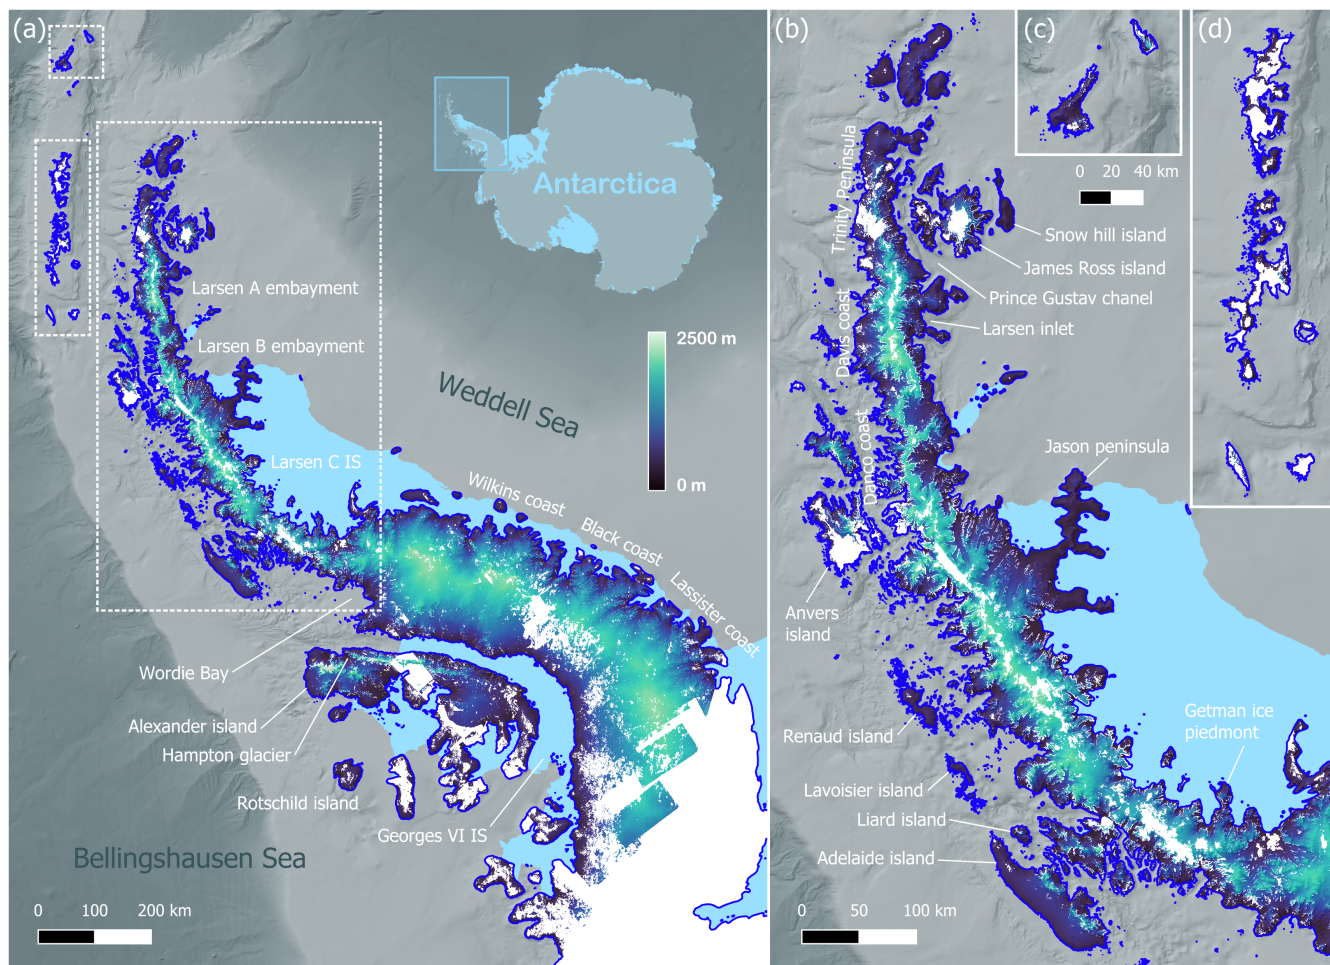 (a)
Antarctica
Larsen A embayment
Larsen B embayment
2500 m
0 m
Weddell Sea
Larsen C IS
Wilkins coast
Black coast
Lassister coast
Wordie Bay
Alexander island
Hampton glacier
Rotschild island
Georges VI IS
Bellingshausen Sea
0 100 200 km
(b)
Trinity Peninsula
Davis coast
Danco coast
Snow hill island
James Ross island
Prince Gustav chanel
Larsen inlet
Jason peninsula
Anvers
island
Renaud island
Getman ice
piedmont
Lavoisier island
Liard island
Adelaide island
0 50 100 km
(c)
0 20 40 km
(d)